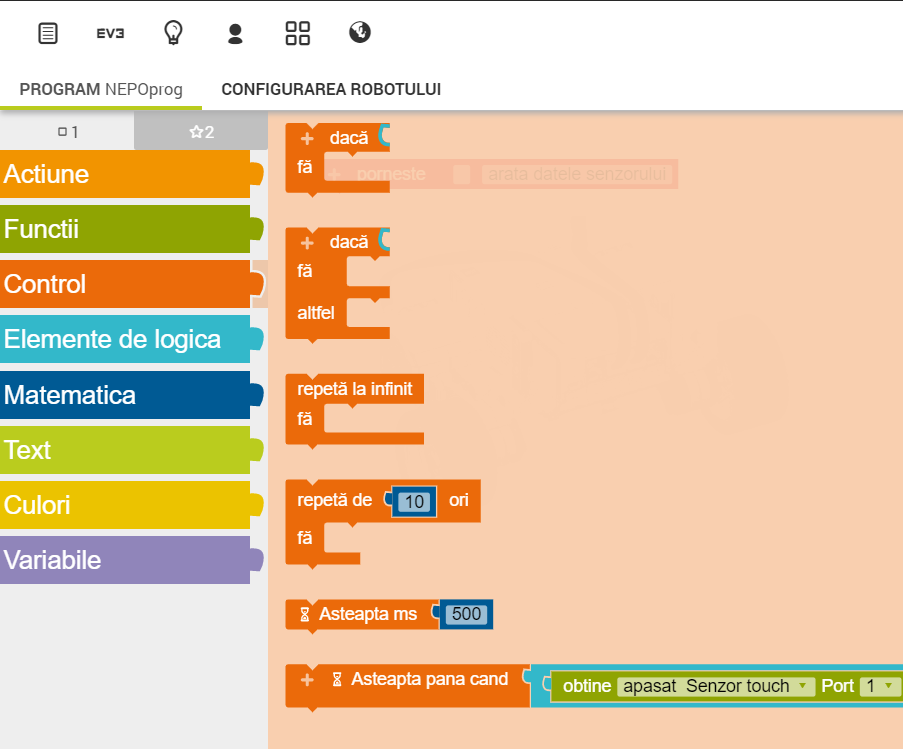 EV3
PROGRAM NEPOprog CONFIGURAREA ROBOTULUI
1 2
Actiune
Functii
Control
Elemente de logica
Matematica
Text
Culori
Variabile
+ dacă
fă
+ porneste arata datele senzorului
+ dacă
fă
altfel
repetă la infinit
fă
repetă de 10 ori
fă
Asteapta ms 500
+ Asteapta pana cand obtine apasat Senzor touch Port 1